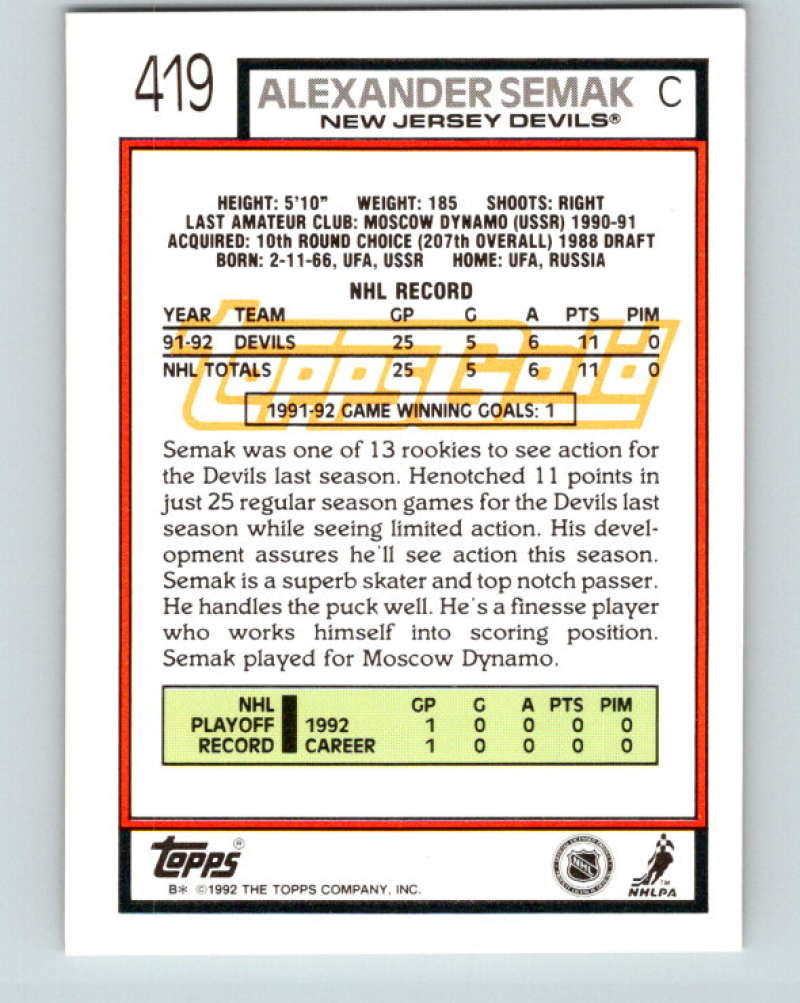 419 ALEXANDER SEMAK C
NEW JERSEY DEVILS®
HEIGHT: 5'10" WEIGHT: 185 SHOOTS: RIGHT
LAST AMATEUR CLUB: MOSCOW DYNAMO (USSR) 1990-91
ACQUIRED: 10th ROUND CHOICE (207th OVERALL) 1988 DRAFT
BORN: 2-11-66, UFA, USSR HOME: UFA, RUSSIA
NHL RECORD
YEAR TEAM GP G A PTS PIM
91-92 DEVILS 25 5 6 11 0
NHL TOTALS 25 5 6 11 0
ToppsGold
1991-92 GAME WINNING GOALS: 1
Semak was one of 13 rookies to see action for
the Devils last season. Henotched 11 points in
just 25 regular season games for the Devils last
season while seeing limited action. His devel-
opment assures he'll see action this season.
Semak is a superb skater and top notch passer.
He handles the puck well. He's a finesse player
who works himself into scoring position.
Semak played for Moscow Dynamo.
NHL GP G A PTS PIM
PLAYOFF 1992 1 0 0 0 0
RECORD CAREER 1 0 0 0 0
Topps®
B* ©1992 THE TOPPS COMPANY, INC.
NHL
NHLPA™